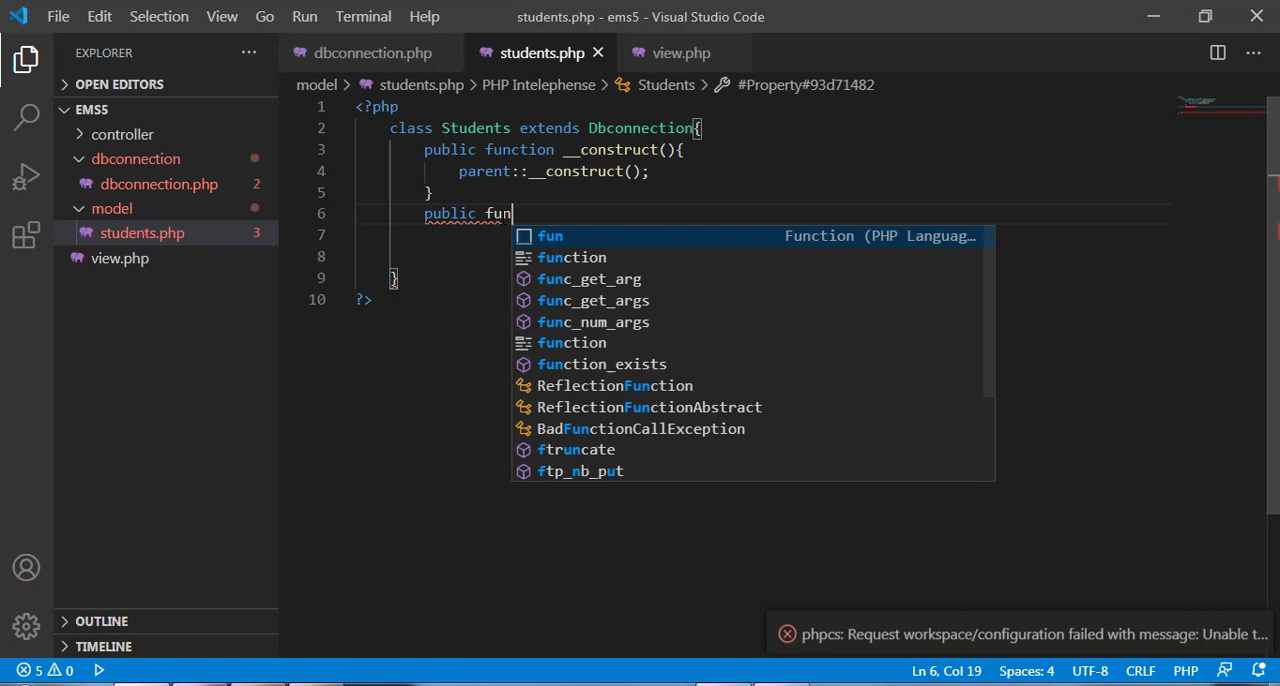 File Edit Selection View Go Run Terminal Help students.php - ems5 - Visual Studio Code
EXPLORER ...
dbconnection.php students.php view.php
OPEN EDITORS
model > students.php > PHP Intelephense > Students > #Property#93d71482
EMS5
controller
dbconnection
dbconnection.php 2
model
students.php 3
view.php
1 <?php
2 class Students extends Dbconnection{
3 public function __construct(){
4 parent::__construct();
5 }
6 public fun
7
8
9 }
10 ?>
fun Function (PHP Languag...
function
func_get_arg
func_get_args
func_num_args
function
function_exists
ReflectionFunction
ReflectionFunctionAbstract
BadFunctionCallException
ftruncate
ftp_nb_put
OUTLINE
TIMELINE
phpcs: Request workspace/configuration failed with message: Unable t...
5 0 Ln 6, Col 19 Spaces: 4 UTF-8 CRLF PHP